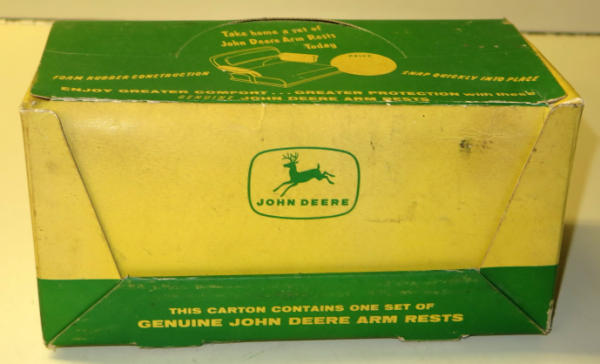 Take home a set of
John Deere Arm Rests
Today
PRICE
FOAM RUBBER CONSTRUCTION
SNAP QUICKLY INTO PLACE
ENJOY GREATER COMFORT...GREATER PROTECTION with these
GENUINE JOHN DEERE ARM RESTS
JOHN DEERE
THIS CARTON CONTAINS ONE SET OF
GENUINE JOHN DEERE ARM RESTS